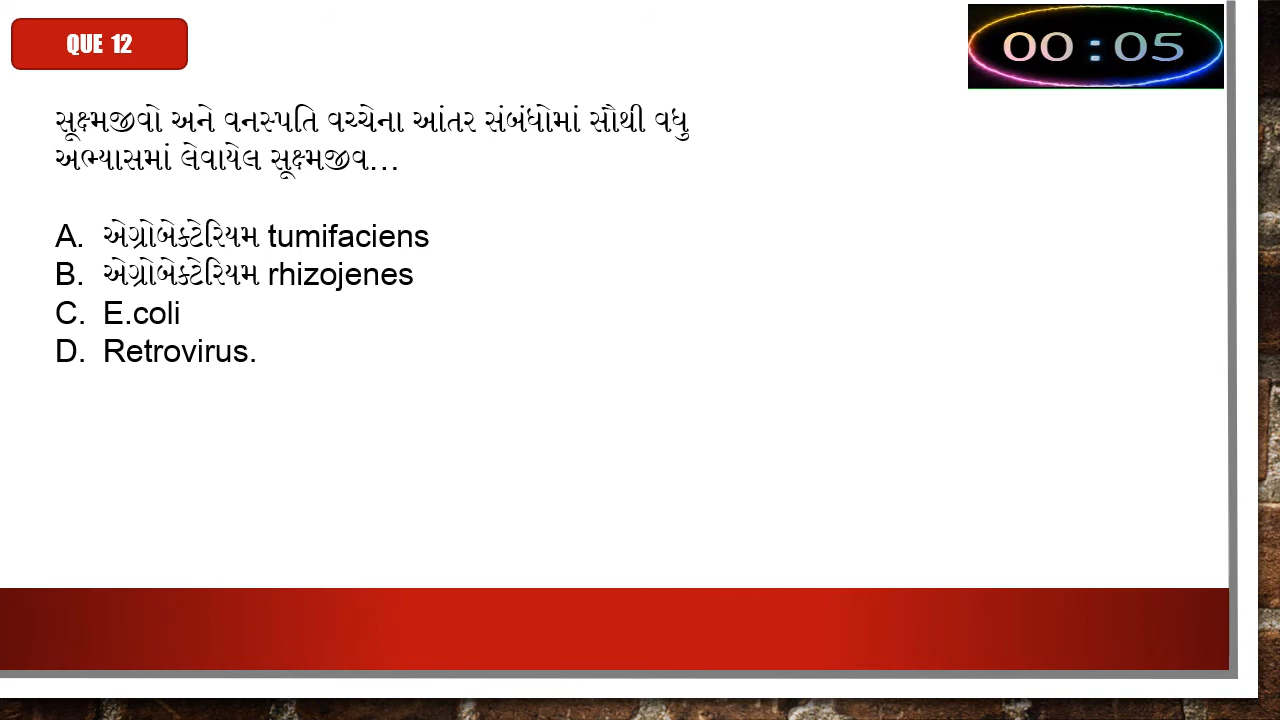 QUE 12
00:05
સૂક્ષ્મજીવો અને વનસ્પતિ વચ્ચેના આંતર સંબંધોમાં સૌથી વધુ
અભ્યાસમાં લેવાયેલ સૂક્ષ્મજીવ...
A. એગ્રોબેક્ટેરિયમ tumifaciens
B. એગ્રોબેક્ટેરિયમ rhizojenes
C. E.coli
D. Retrovirus.